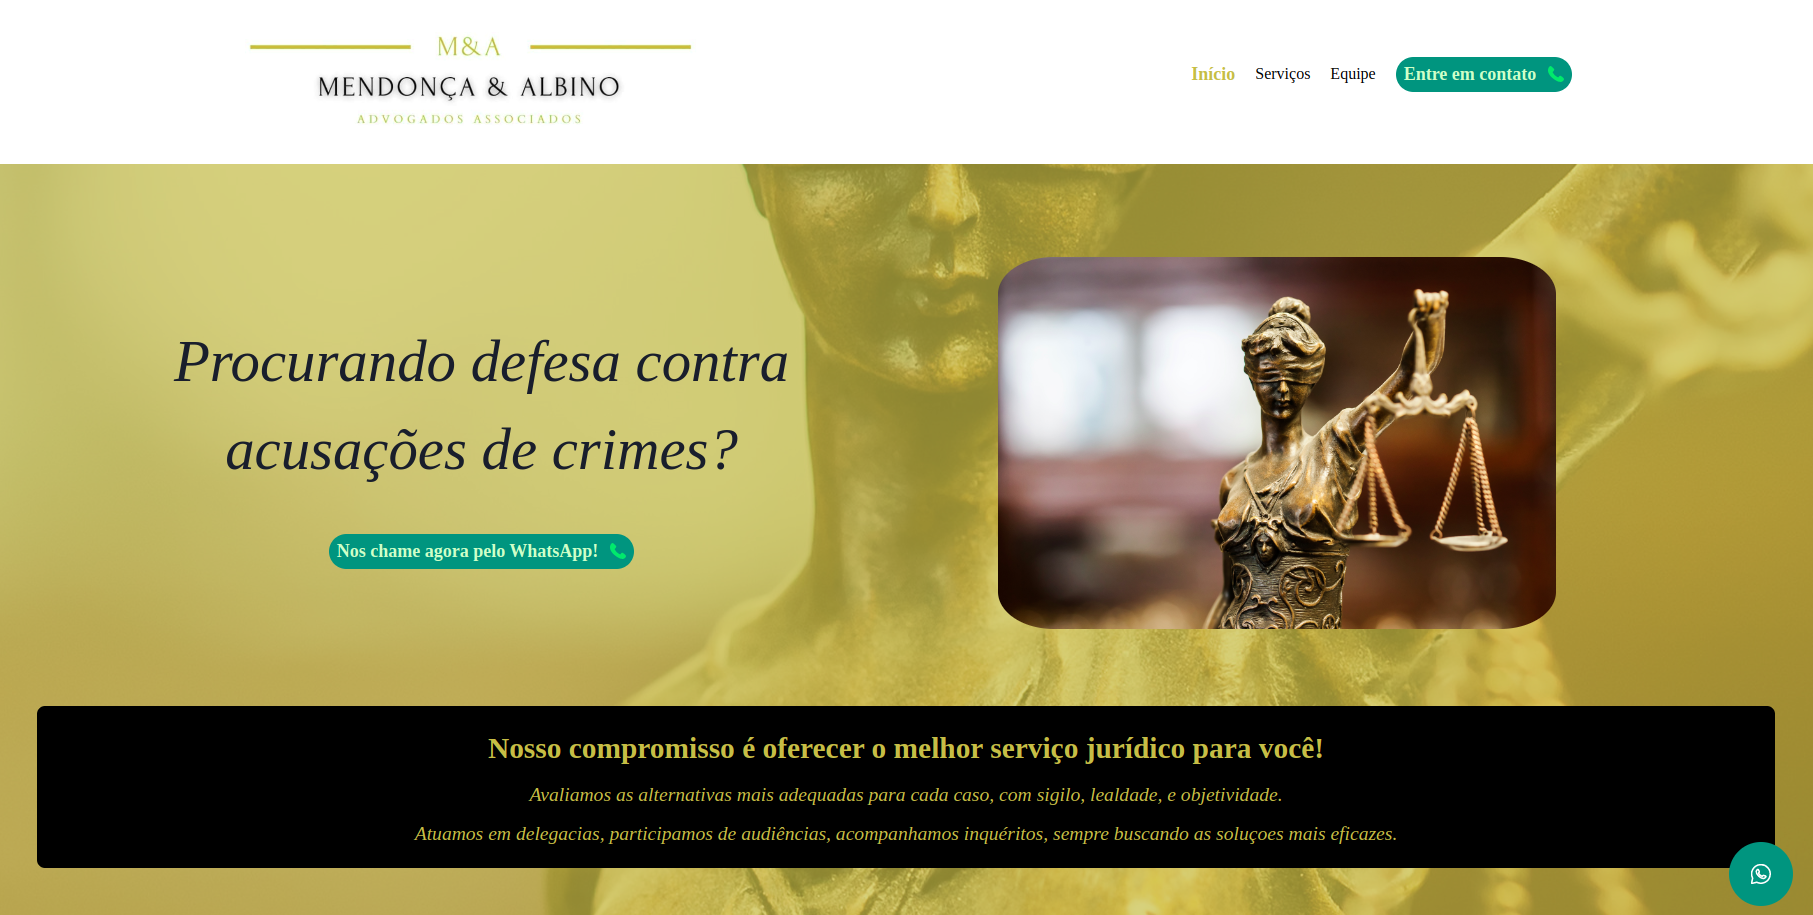 M&A
MENDONÇA & ALBINO
ADVOGADOS ASSOCIADOS
Início
Serviços
Equipe
Entre em contato
Procurando defesa contra
acusações de crimes?
Nos chame agora pelo WhatsApp!
Nosso compromisso é oferecer o melhor serviço jurídico para você!
Avaliamos as alternativas mais adequadas para cada caso, com sigilo, lealdade, e objetividade.
Atuamos em delegacias, participamos de audiências, acompanhamos inquéritos, sempre buscando as soluçoes mais eficazes.